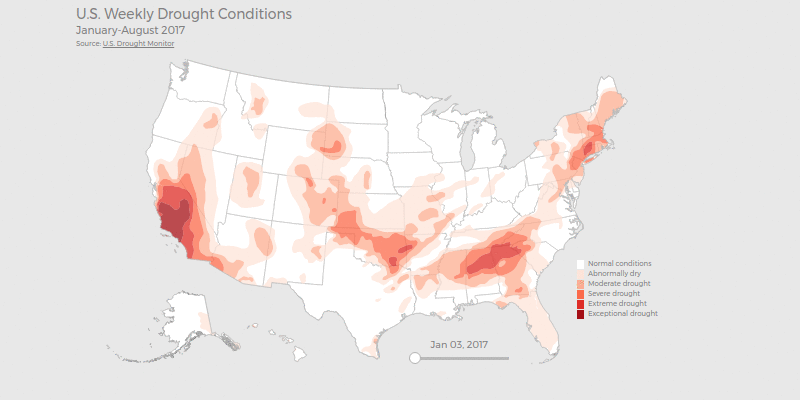 U.S. Weekly Drought Conditions
January-August 2017
Source: U.S. Drought Monitor
Normal conditions
Abnormally dry
Moderate drought
Severe drought
Extreme drought
Exceptional drought
Jan 03, 2017